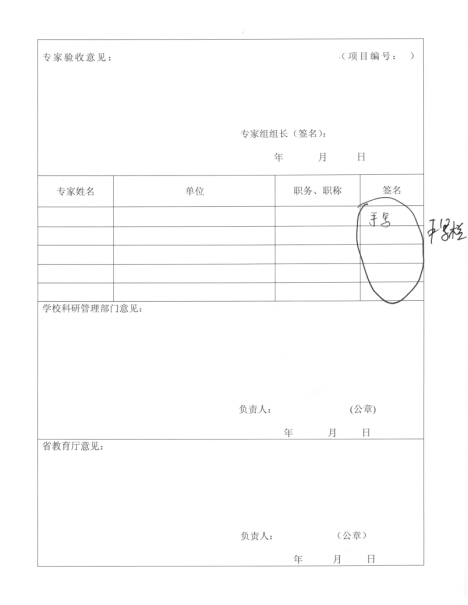 专家验收意见：	（项目编号：  ）
专家组组长（签名）：
年 月 日
专家姓名 单位 职务、职称 签名
手写
手写栏
学校科研管理部门意见：
负责人： (公章)
年 月 日
省教育厅意见：
负责人： （公章）
年 月 日